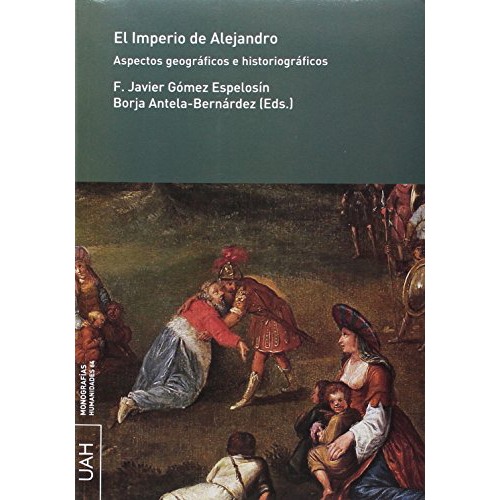 El Imperio de Alejandro
Aspectos geográficos e historiográficos
F. Javier Gómez Espelosín
Borja Antela-Bernárdez (Eds.)
MONOGRAFÍAS
HUMANIDADES 64
UAH